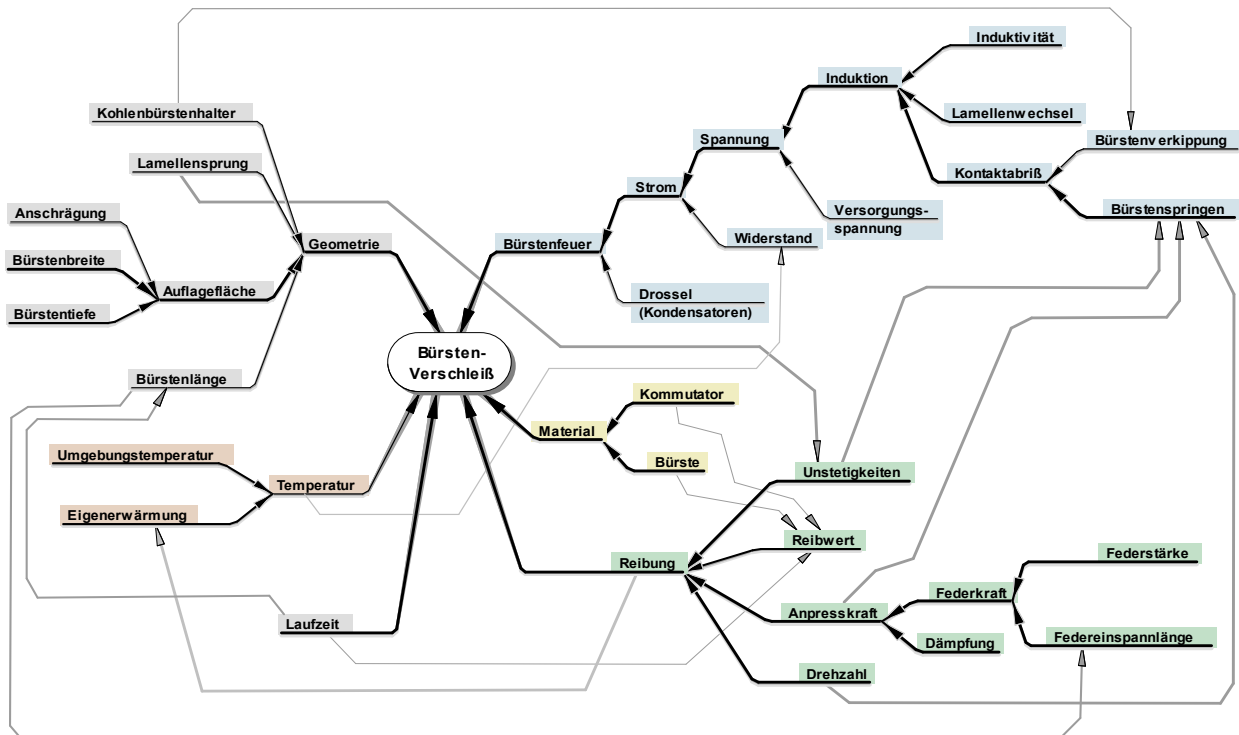 Induktivität
Induktion
Kohlenbürstenhalter
Lamellenwechsel
Spannung
Bürstenverkippung
Lamellensprung
Kontaktabriß
Strom
Anschrägung
Versorgungs-
spannung
Bürstenspringen
Geometrie
Bürstenfeuer
Widerstand
Bürstenbreite
Auflagefläche
Drossel
(Kondensatoren)
Bürstentiefe
Bürsten-
Verschleiß
Bürstenlänge
Kommutator
Material
Umgebungstemperatur
Bürste
Unstetigkeiten
Temperatur
Eigenerwärmung
Reibwert
Reibung
Federstärke
Federkraft
Anpresskraft
Laufzeit
Dämpfung
Federeinspannlänge
Drehzahl